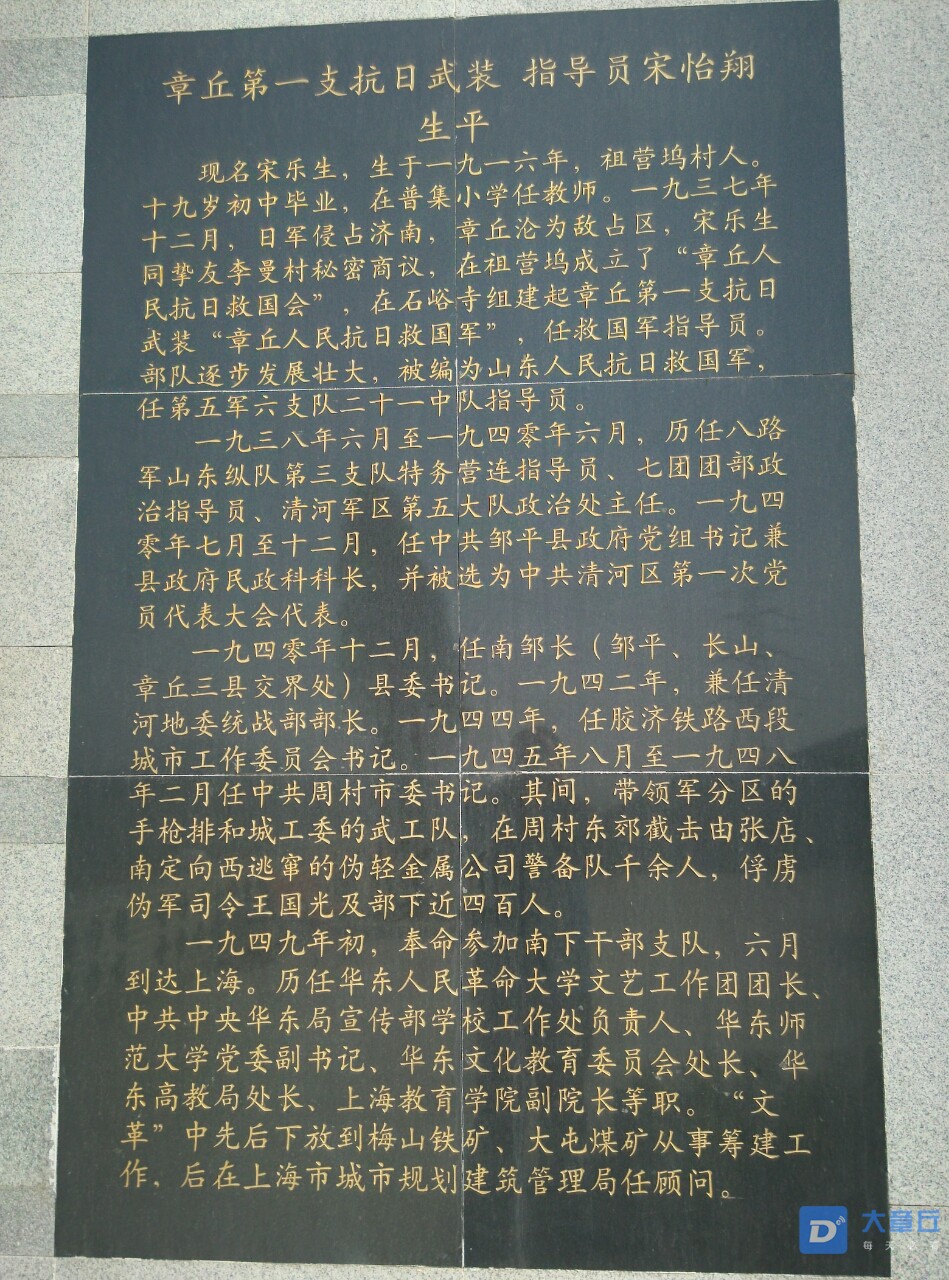 章丘第一支抗日武装 指导员宋怡翔
生平
现名宋乐生，生于一九一六年，祖营坞村人。
十九岁初中毕业，在普集小学任教师。一九三七年
十二月，日军侵占济南，章丘沦为敌占区，宋乐生
同挚友李曼村秘密商议，在祖营坞成立了“章丘人
民抗日救国会”，在石峪寺组建起章丘第一支抗日
武装“章丘人民抗日救国军”，任救国军指导员。
部队逐步发展壮大，被编为山东人民抗日救国军，
任第五军六支队二十一中队指导员。
一九三八年六月至一九四零年六月，历任八路
军山东纵队第三支队特务营连指导员、七团团部政
治指导员、清河军区第五大队政治处主任。一九四
零年七月至十二月，任中共邹平县政府党组书记兼
县政府民政科科长，并被选为中共清河区第一次党
员代表大会代表。
一九四零年十二月，任南邹长（邹平、长山、
章丘三县交界处）县委书记。一九四二年，兼任清
河地委统战部部长。一九四四年，任胶济铁路西段
城市工作委员会书记。一九四五年八月至一九四八
年二月任中共周村市委书记。其间，带领军分区的
手枪排和城工委的武工队，在周村东郊截击由张店、
南定向西逃窜的伪轻金属公司警备队千余人，俘虏
伪军司令王国光及部下近四百人。
一九四九年初，奉命参加南下干部支队，六月
到达上海。历任华东人民革命大学文艺工作团团长、
中共中央华东局宣传部学校工作处负责人、华东师
范大学党委副书记、华东文化教育委员会处长、华
东高教局处长、上海教育学院副院长等职。“文
革”中先后下放到梅山铁矿、大屯煤矿从事筹建工
作，后在上海市城市规划建筑管理局任顾问。
大章丘
每天